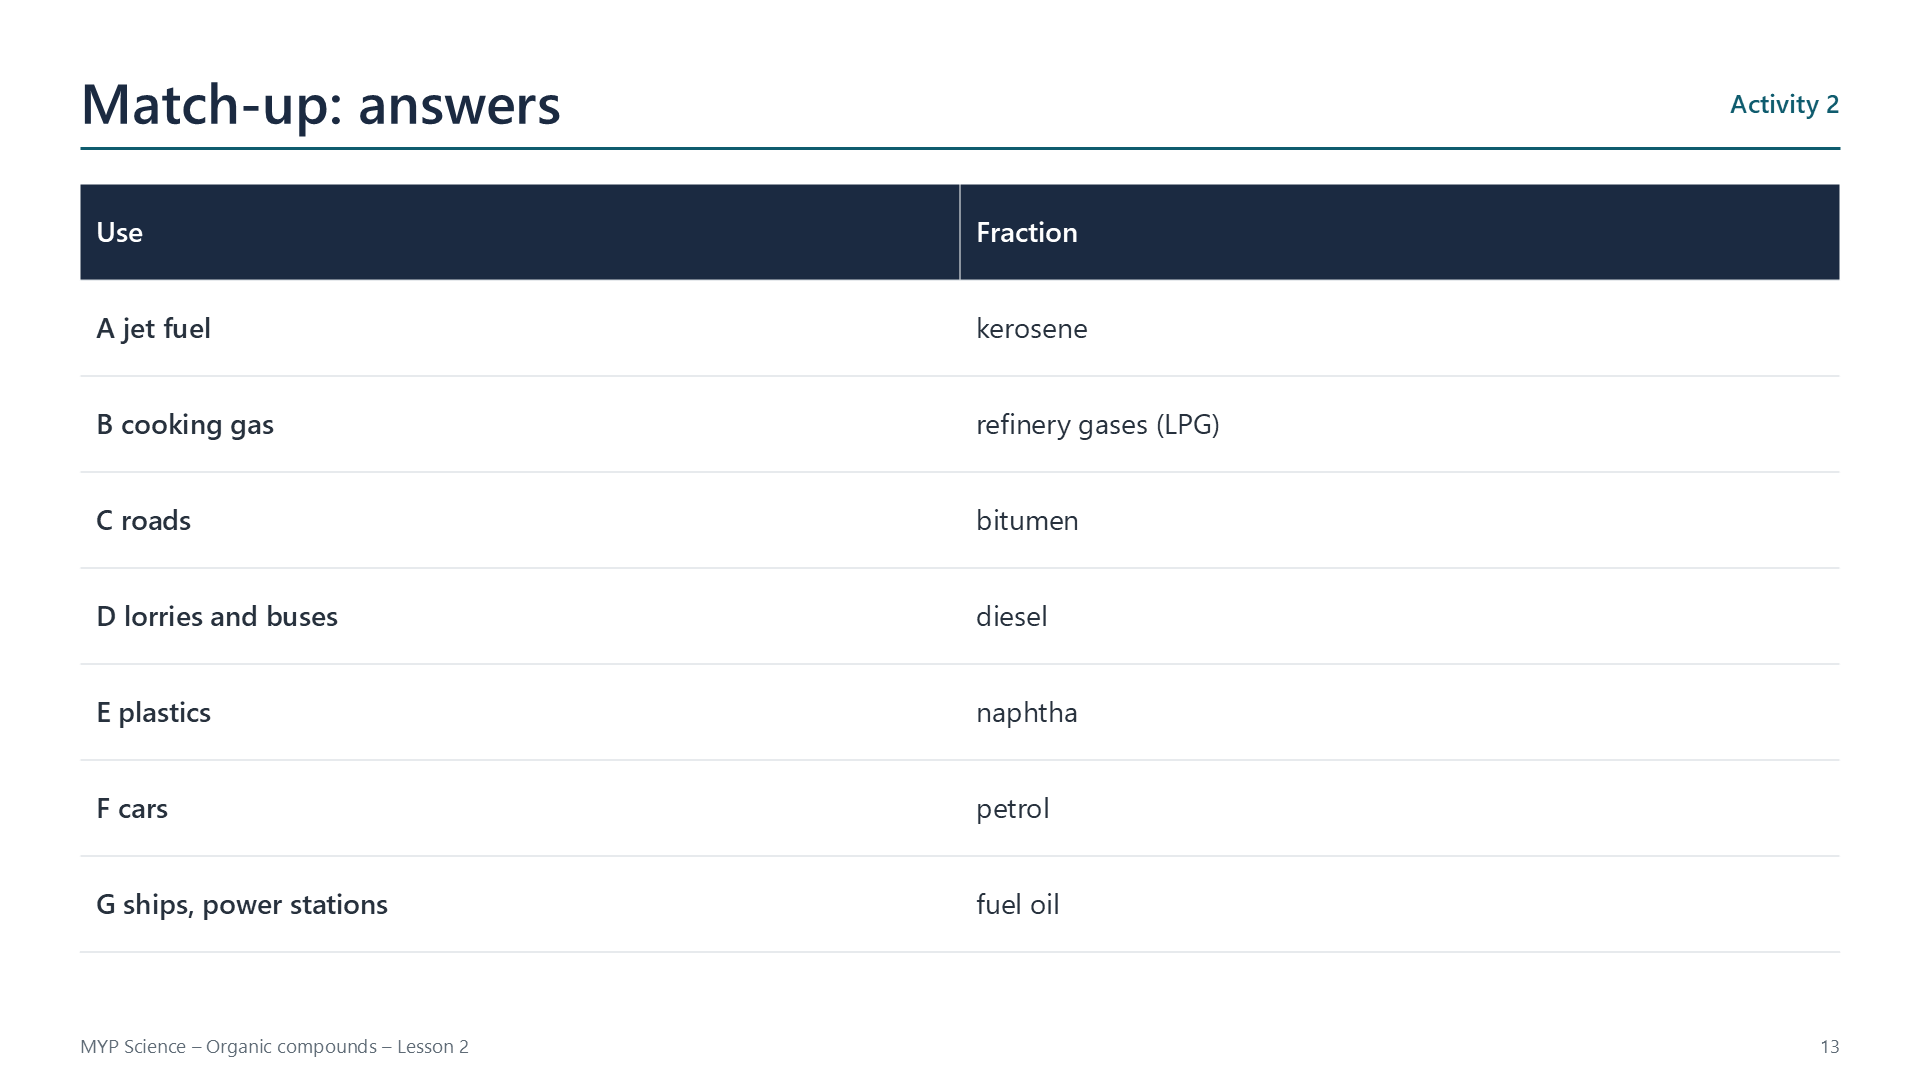 Match-up: answers
Activity 2
Use
Fraction
A jet fuel
kerosene
B cooking gas
refinery gases (LPG)
C roads
bitumen
D lorries and buses
diesel
E plastics
naphtha
F cars
petrol
G ships, power stations
fuel oil
MYP Science – Organic compounds – Lesson 2
13